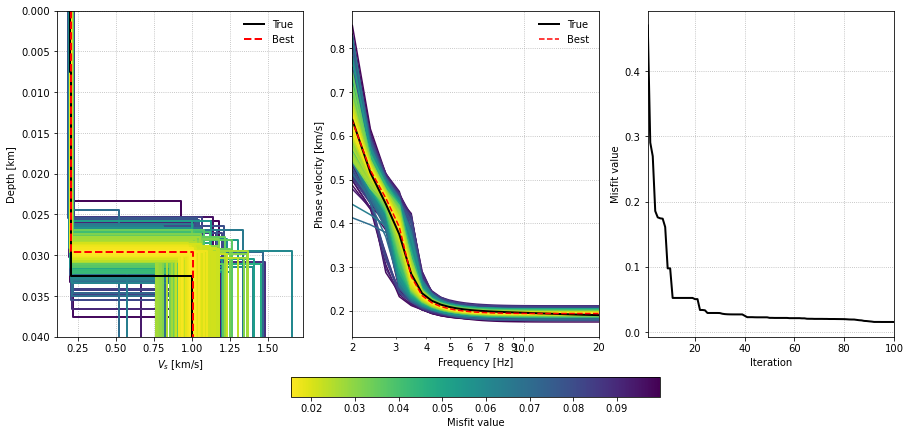 0.000
0.005
0.010
0.015
0.020
0.025
0.030
0.035
0.040
Depth [km]
0.25 0.50 0.75 1.00 1.25 1.50
Vs [km/s]
True
Best
0.8
0.7
0.6
0.5
0.4
0.3
0.2
Phase velocity [km/s]
2 3 4 5 6 7 8 9 10.0 20
Frequency [Hz]
True
Best
0.4
0.3
0.2
0.1
0.0
Misfit value
20 40 60 80 100
Iteration
0.02 0.03 0.04 0.05 0.06 0.07 0.08 0.09
Misfit value